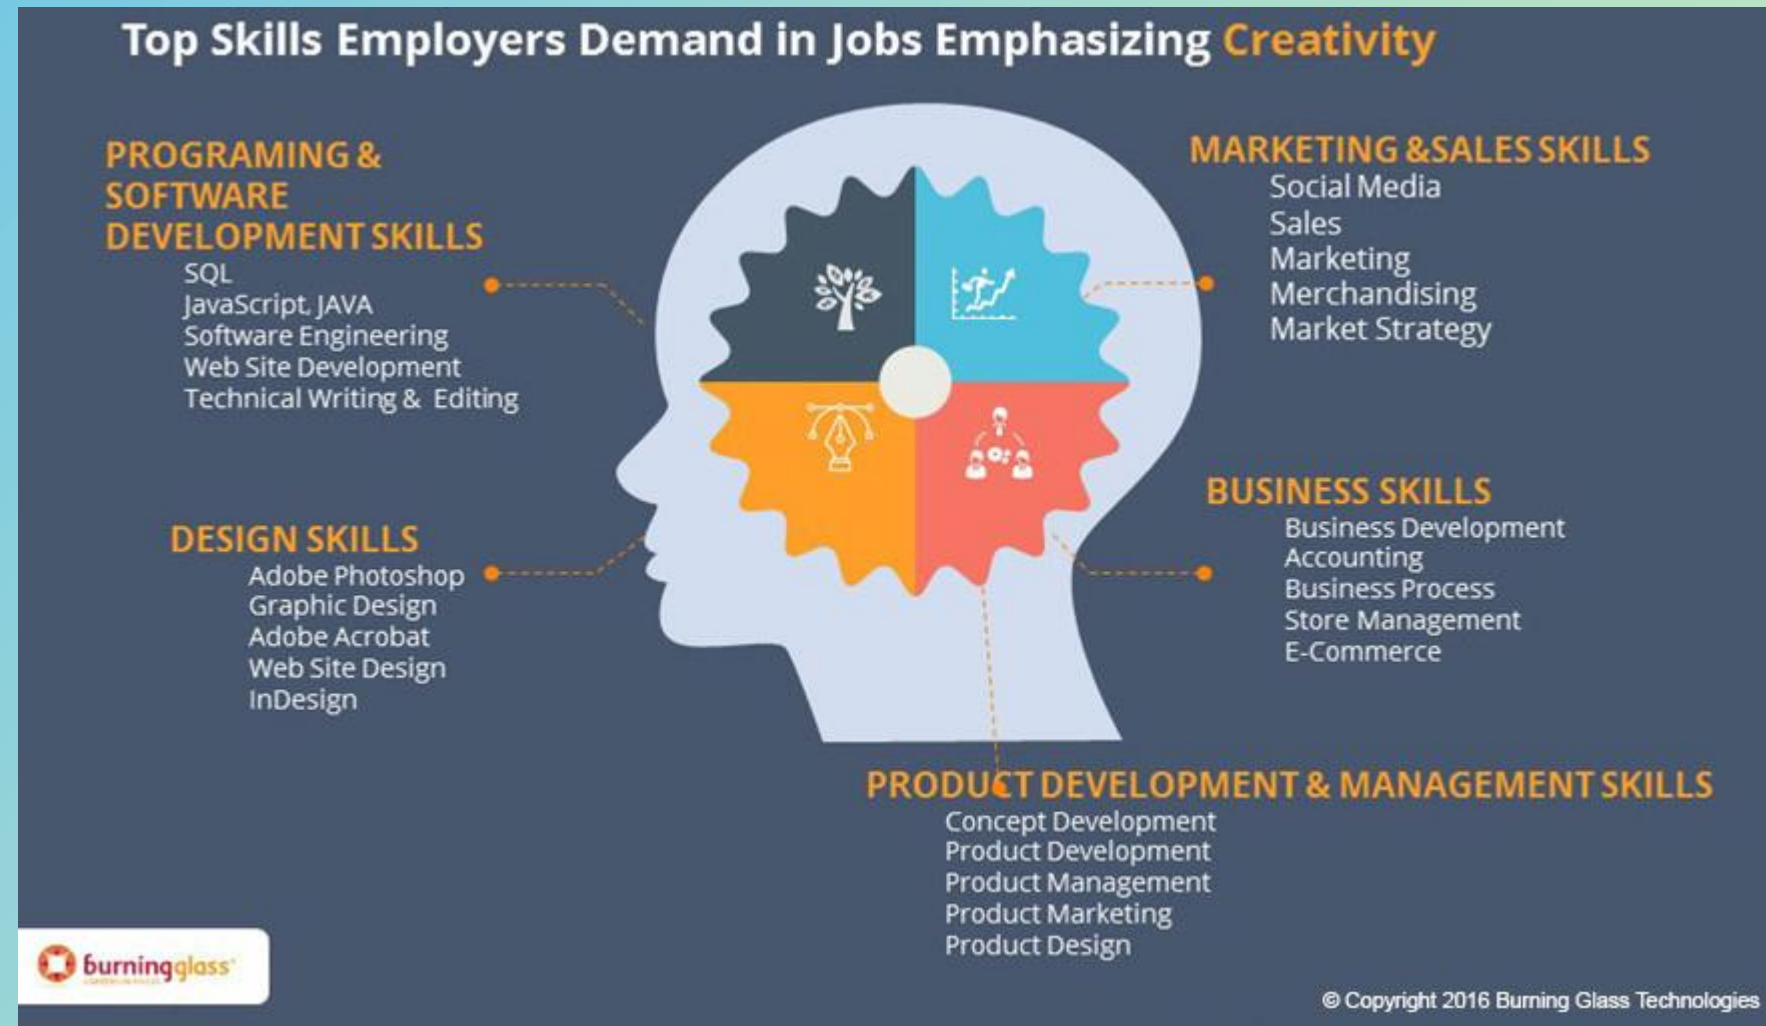 Top Skills Employers Demand in Jobs Emphasizing Creativity
PROGRAMING &
SOFTWARE
DEVELOPMENT SKILLS
SQL
JavaScript, JAVA
Software Engineering
Web Site Development
Technical Writing & Editing
DESIGN SKILLS
Adobe Photoshop
Graphic Design
Adobe Acrobat
Web Site Design
InDesign
MARKETING &SALES SKILLS
Social Media
Sales
Marketing
Merchandising
Market Strategy
BUSINESS SKILLS
Business Development
Accounting
Business Process
Store Management
E-Commerce
PRODUCT DEVELOPMENT & MANAGEMENT SKILLS
Concept Development
Product Development
Product Management
Product Marketing
Product Design
burningglass
© Copyright 2016 Burning Glass Technologies